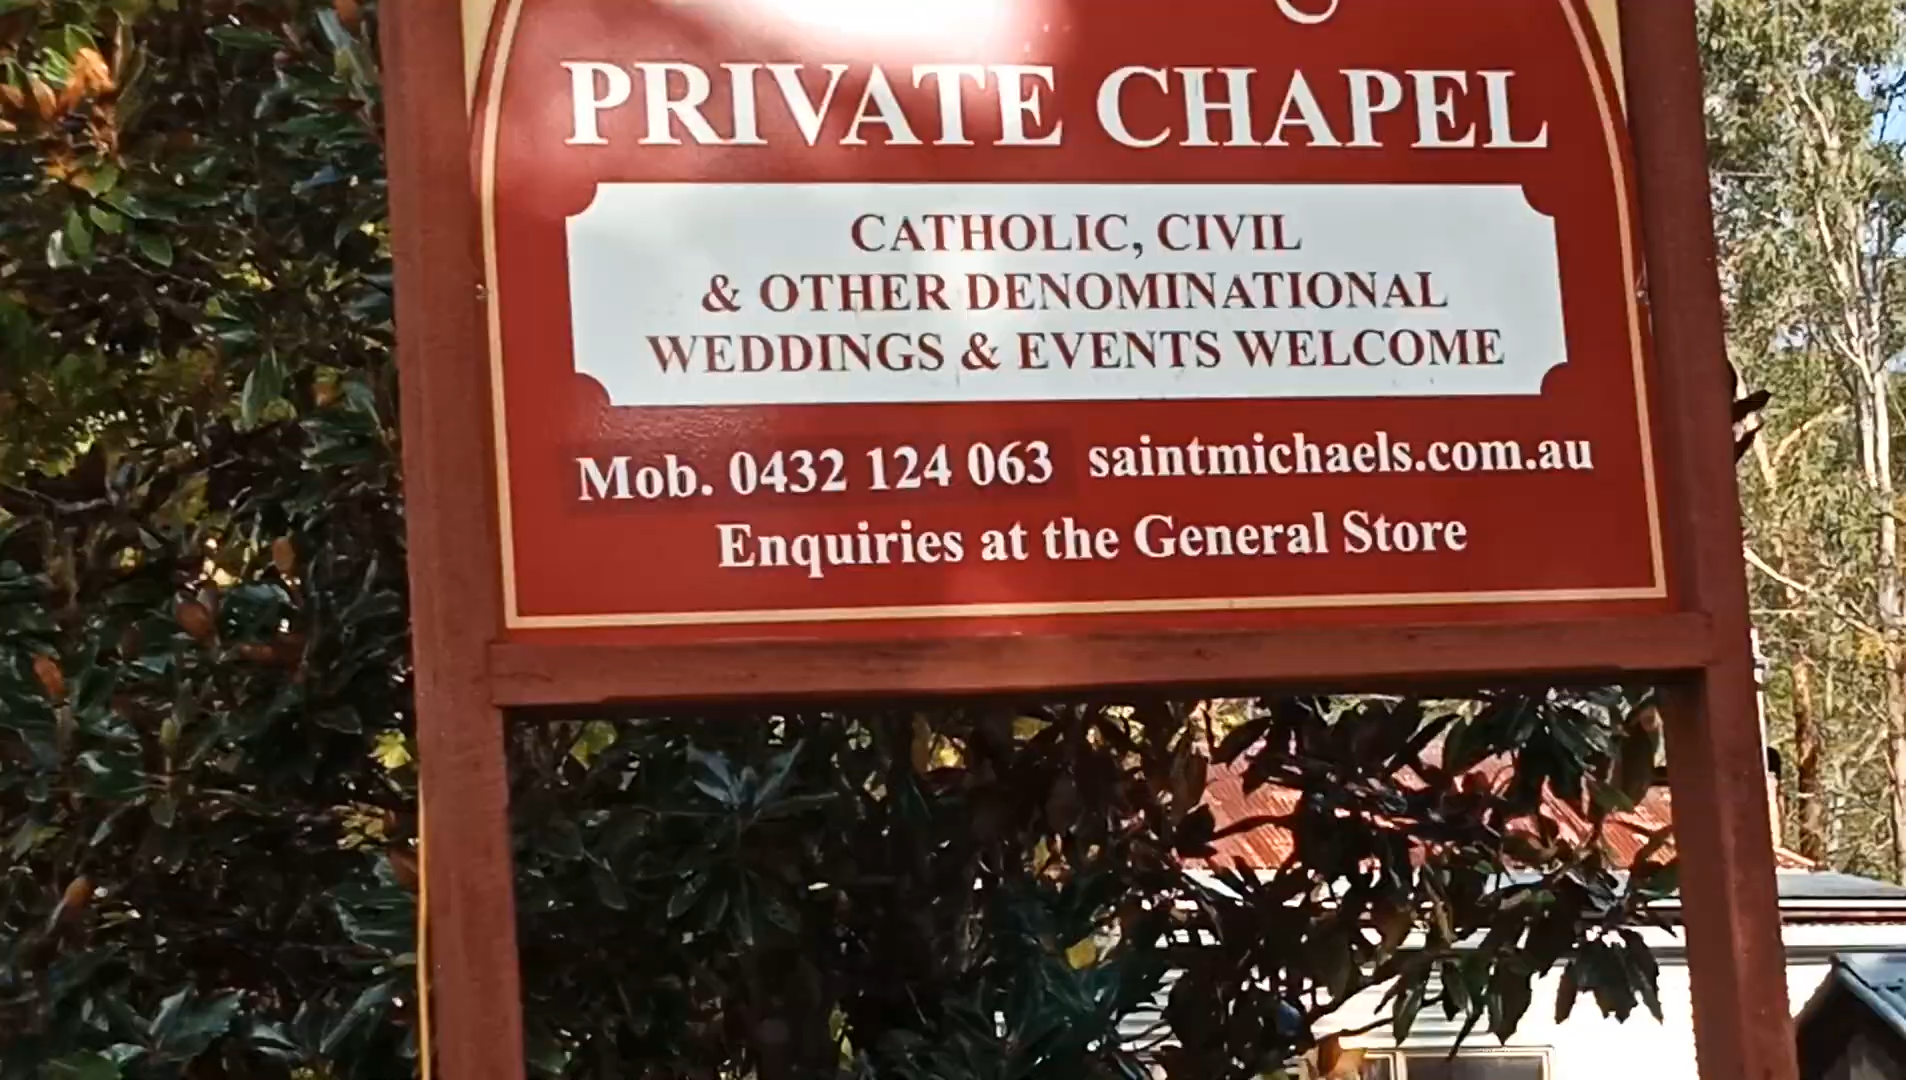 PRIVATE CHAPEL
CATHOLIC, CIVIL
& OTHER DENOMINATIONAL
WEDDINGS & EVENTS WELCOME
Mob. 0432 124 063 saintmichaels.com.au
Enquiries at the General Store